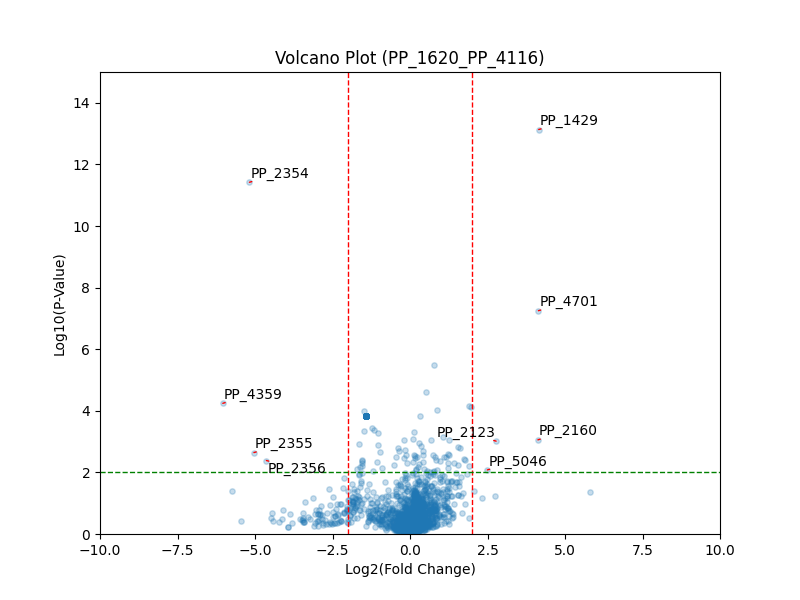 Volcano Plot (PP_1620_PP_4116)
14
12
10
8
6
4
2
0
Log10(P-Value)
PP_1429
PP_2354
PP_4701
PP_4359
PP_2123
PP_2160
PP_2355
PP_2356
PP_5046
−10.0 −7.5 −5.0 −2.5 0.0 2.5 5.0 7.5 10.0
Log2(Fold Change)